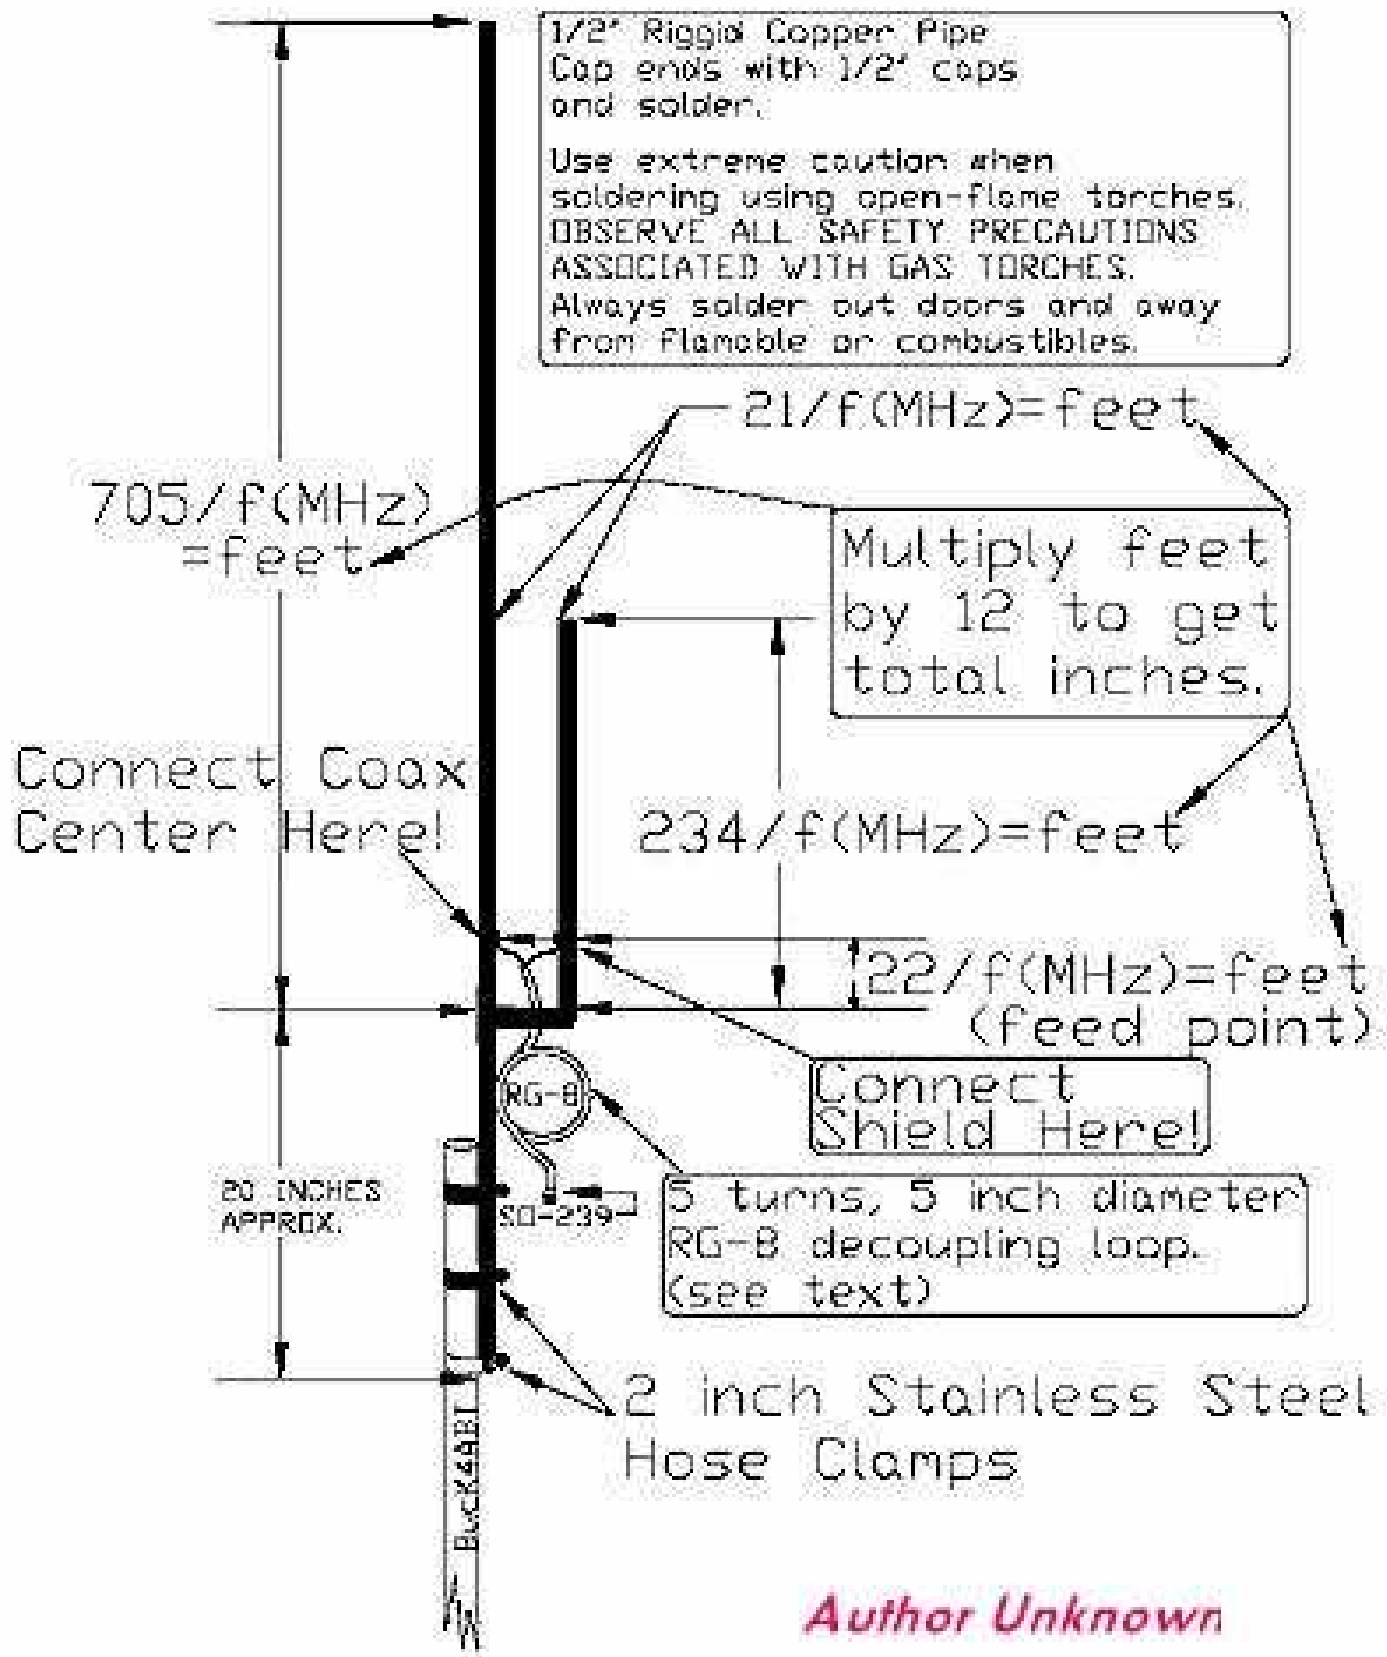 1/2" Riggid Copper Pipe
Cap ends with 1/2" caps
and solder.
Use extreme caution when
soldering using open-flame torches.
OBSERVE ALL SAFETY PRECAUTIONS
ASSOCIATED WITH GAS TORCHES.
Always solder out doors and away
from flamable or combustibles.
21/f(MHz)=feet
705/f(MHz)
=feet
Multiply feet
by 12 to get
total inches.
Connect Coax
Center Here!
234/f(MHz)=feet
22/f(MHz)=feet
(feed point)
Connect
Shield Here!
RG-8
20 INCHES
APPROX.
SO-239
5 turns, 5 inch diameter
RG-8 decoupling loop.
(see text)
2 inch Stainless Steel
Hose Clamps
BucK4ABT
Author Unknown